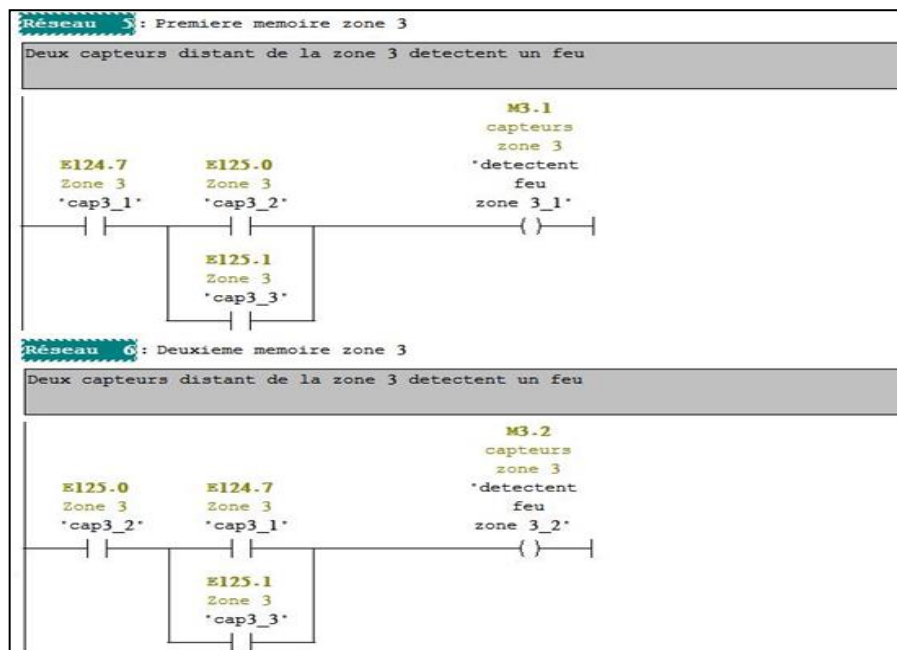 Réseau 5 : Premiere memoire zone 3
Deux capteurs distant de la zone 3 detectent un feu
M3.1
capteurs
zone 3
E124.7 E125.0 "detectent
Zone 3 Zone 3 feu
"cap3_1" "cap3_2" zone 3_1"
E125.1
Zone 3
"cap3_3"
Réseau 6 : Deuxieme memoire zone 3
Deux capteurs distant de la zone 3 detectent un feu
M3.2
capteurs
zone 3
E125.0 E124.7 "detectent
Zone 3 Zone 3 feu
"cap3_2" "cap3_1" zone 3_2"
E125.1
Zone 3
"cap3_3"